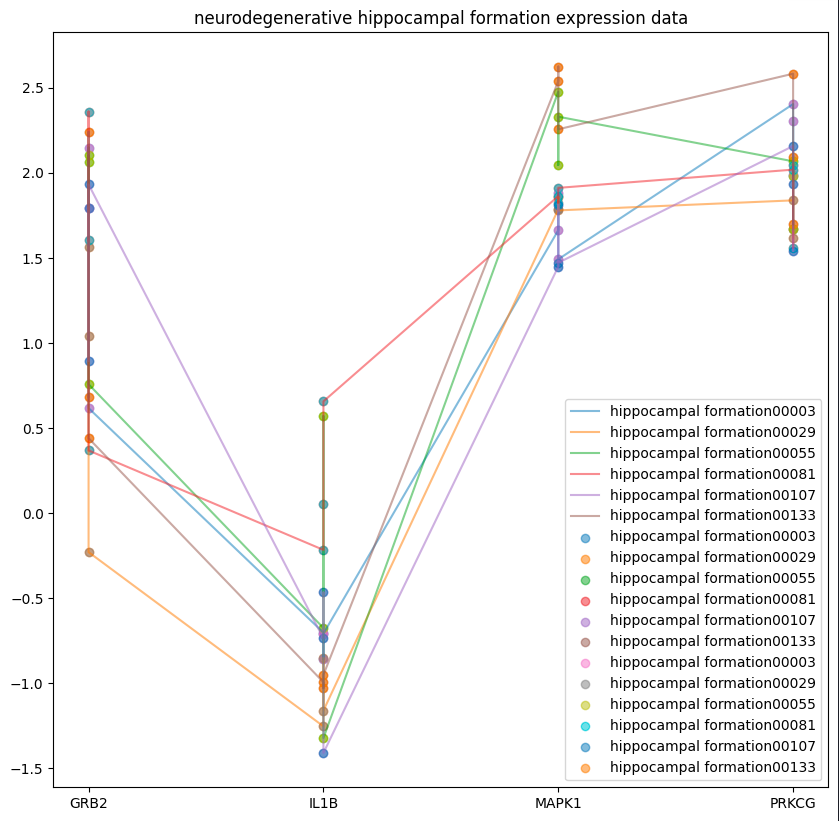 neurodegenerative hippocampal formation expression data
2.5
2.0
1.5
1.0
0.5
0.0
−0.5
−1.0
−1.5
GRB2 IL1B MAPK1 PRKCG
hippocampal formation00003
hippocampal formation00029
hippocampal formation00055
hippocampal formation00081
hippocampal formation00107
hippocampal formation00133
hippocampal formation00003
hippocampal formation00029
hippocampal formation00055
hippocampal formation00081
hippocampal formation00107
hippocampal formation00133
hippocampal formation00003
hippocampal formation00029
hippocampal formation00055
hippocampal formation00081
hippocampal formation00107
hippocampal formation00133